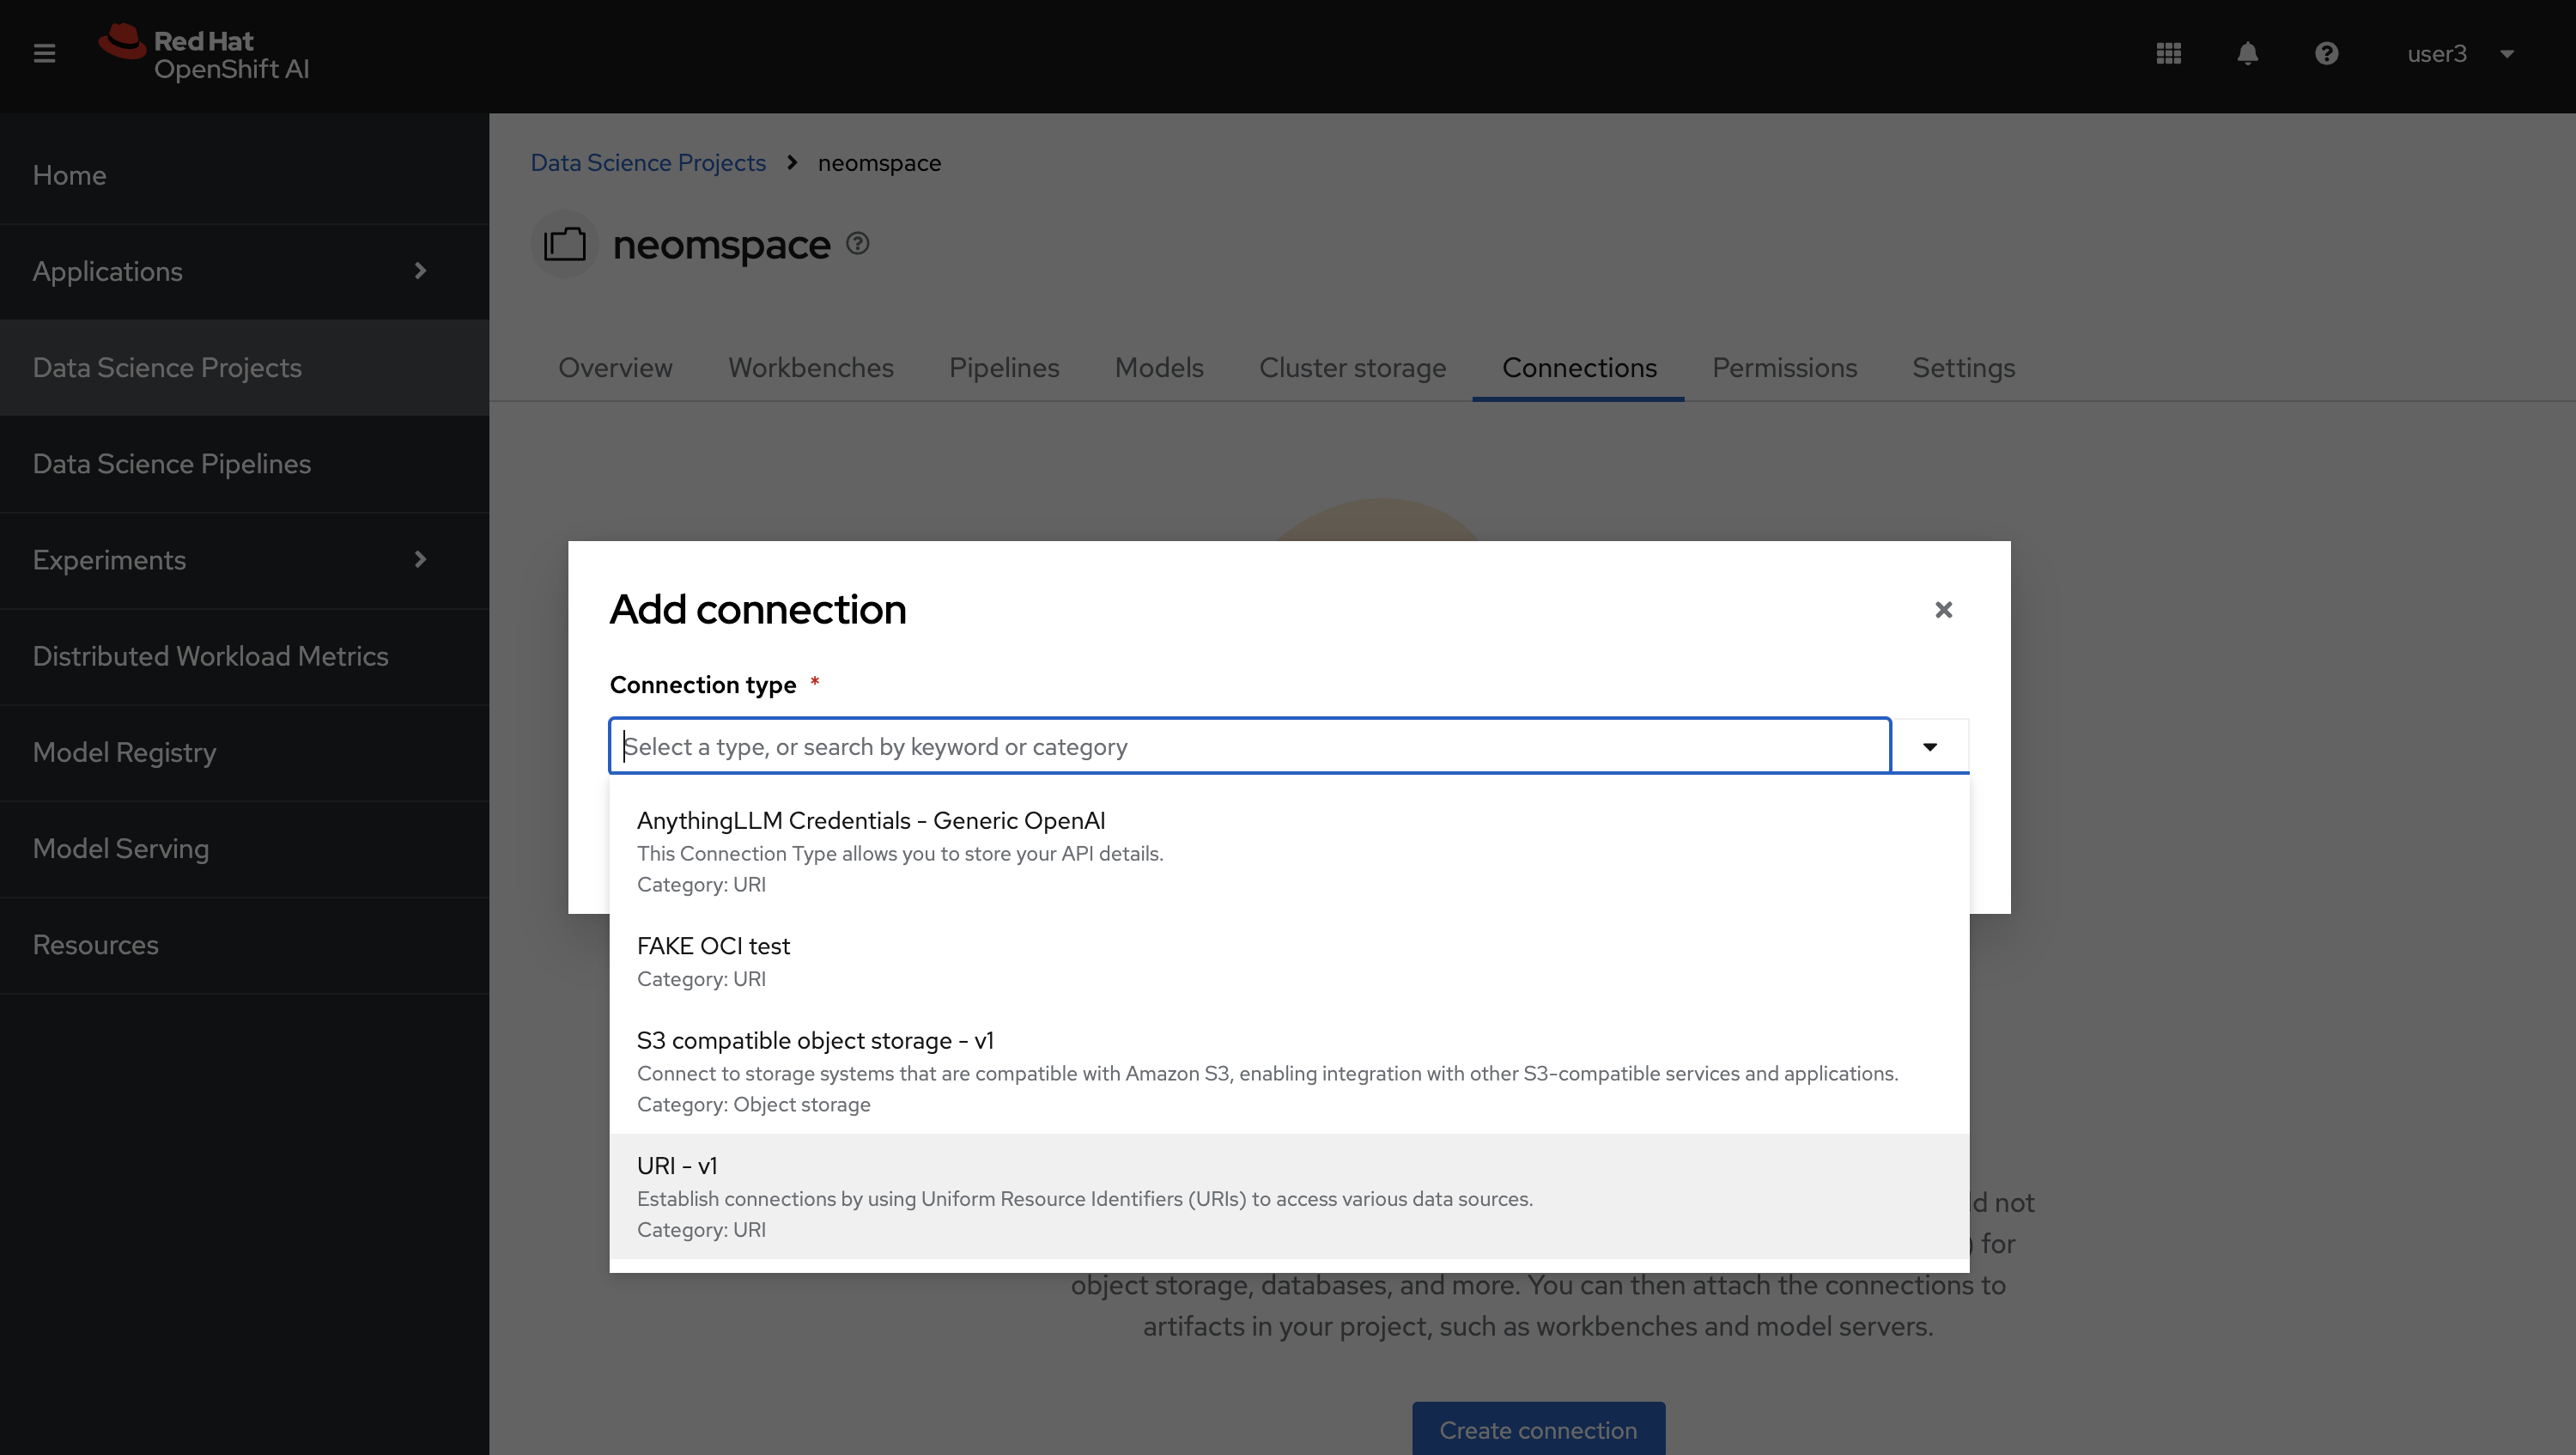 Red Hat
OpenShift AI
user3
Home
Applications
Data Science Projects
Data Science Pipelines
Experiments
Distributed Workload Metrics
Model Registry
Model Serving
Resources
Data Science Projects > neomspace
neomspace
Overview Workbenches Pipelines Models Cluster storage Connections Permissions Settings
Add connection
Connection type *
Select a type, or search by keyword or category
AnythingLLM Credentials - Generic OpenAI
This Connection Type allows you to store your API details.
Category: URI
FAKE OCI test
Category: URI
S3 compatible object storage - v1
Connect to storage systems that are compatible with Amazon S3, enabling integration with other S3-compatible services and applications.
Category: Object storage
URI - v1
Establish connections by using Uniform Resource Identifiers (URIs) to access various data sources.
Category: URI
not
) for
object storage, databases, and more. You can then attach the connections to
artifacts in your project, such as workbenches and model servers.
Create connection